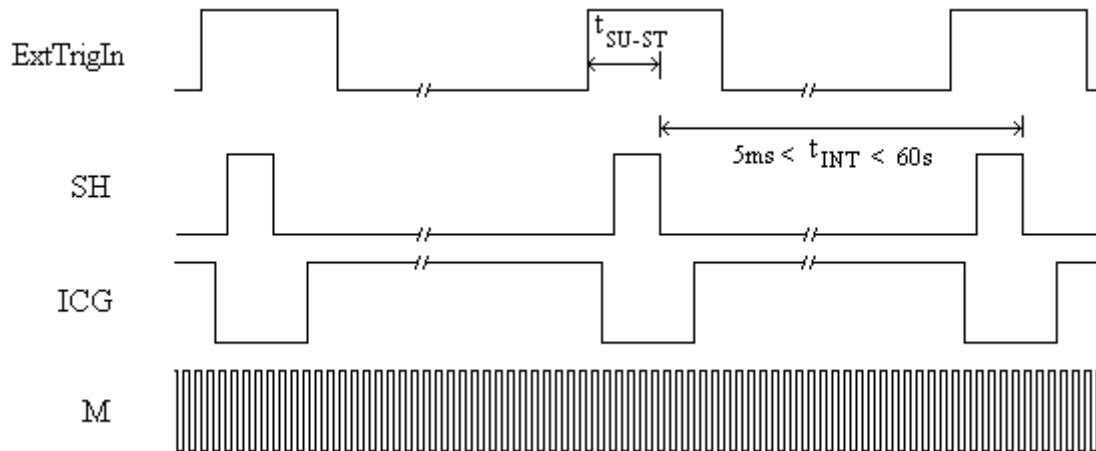 ExtTrigIn
tSU-ST
5ms < tINT < 60s
SH
ICG
M